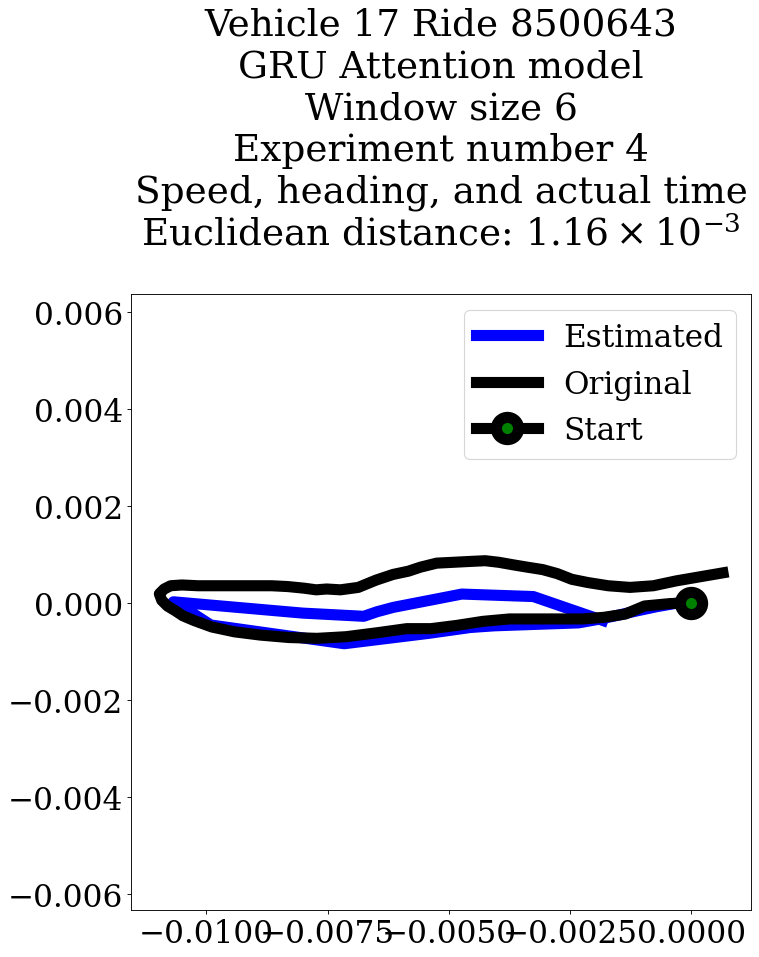 Vehicle 17 Ride 8500643
GRU Attention model
Window size 6
Experiment number 4
Speed, heading, and actual time
Euclidean distance: 1.16 × 10⁻³
Estimated
Original
Start
0.006
0.004
0.002
0.000
−0.002
−0.004
−0.006
−0.0100 −0.0075 −0.0050 −0.0025 0.0000